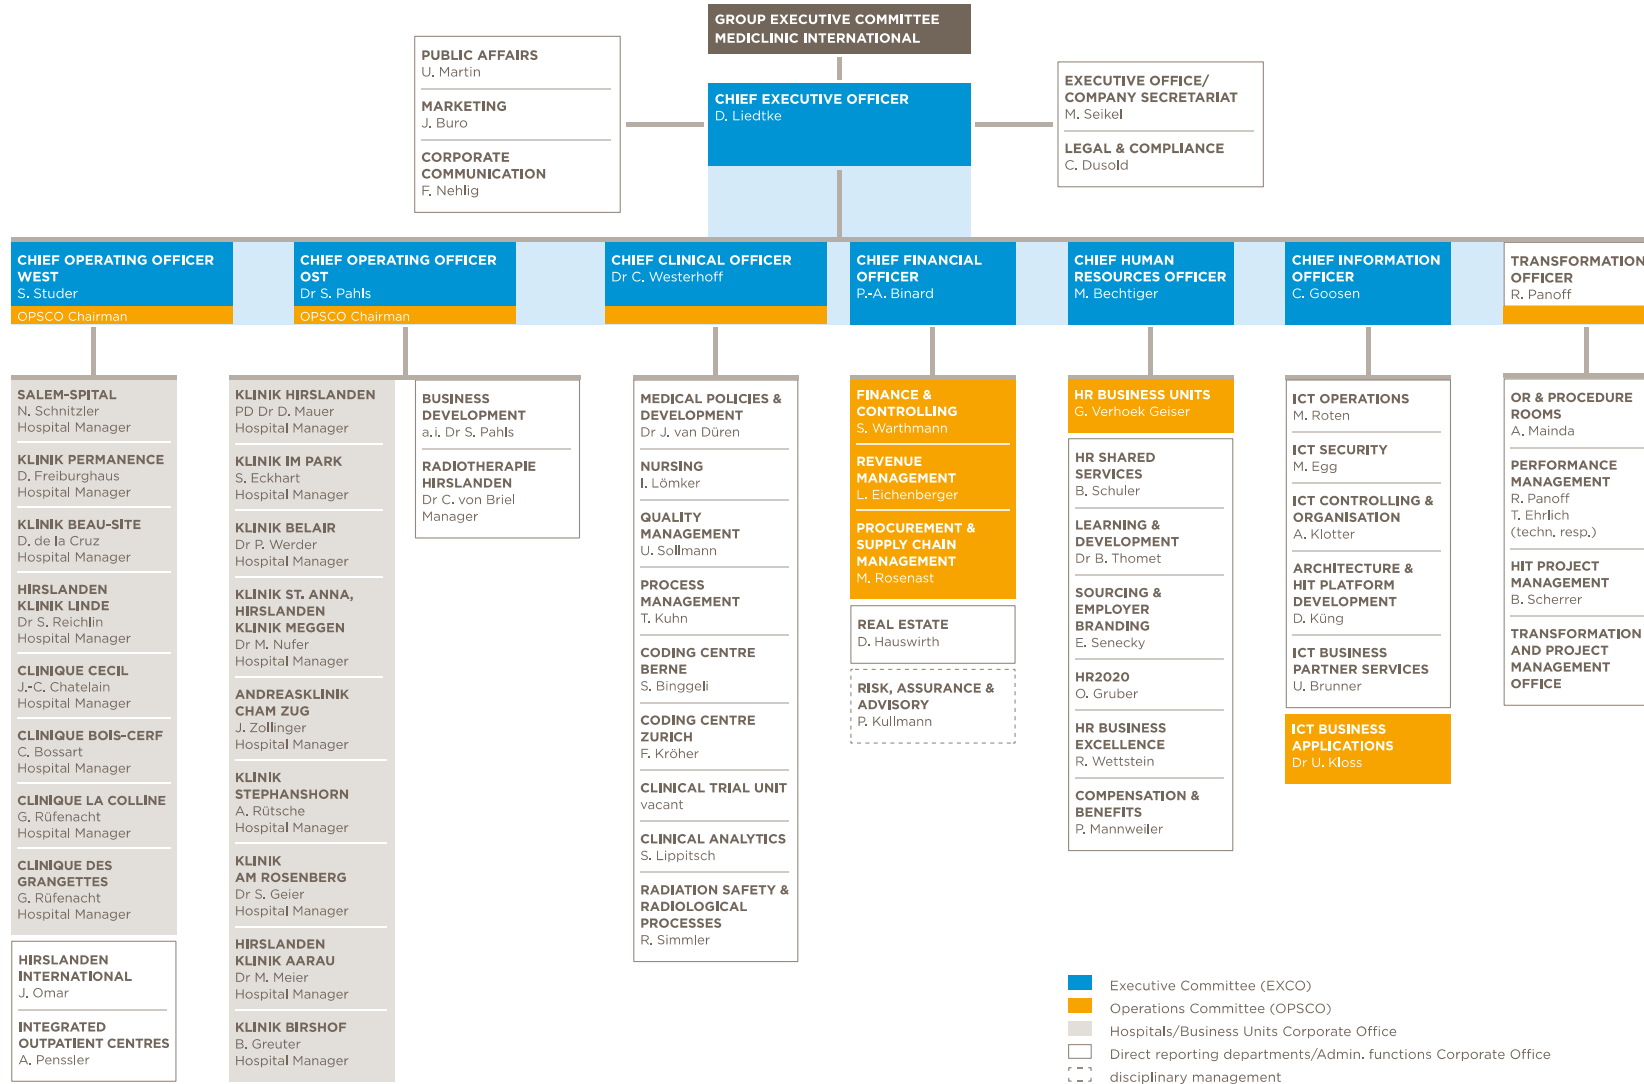 GROUP EXECUTIVE COMMITTEE
MEDICLINIC INTERNATIONAL
PUBLIC AFFAIRS
U. Martin
MARKETING
J. Buro
CORPORATE
COMMUNICATION
F. Nehlig
CHIEF EXECUTIVE OFFICER
D. Liedtke
EXECUTIVE OFFICE/
COMPANY SECRETARIAT
M. Seikel
LEGAL & COMPLIANCE
C. Dusold
CHIEF OPERATING OFFICER
WEST
S. Studer
OPSCO Chairman
CHIEF OPERATING OFFICER
OST
Dr S. Pahls
OPSCO Chairman
CHIEF CLINICAL OFFICER
Dr C. Westerhoff
CHIEF FINANCIAL
OFFICER
P.-A. Binard
CHIEF HUMAN
RESOURCES OFFICER
M. Bechtiger
CHIEF INFORMATION
OFFICER
C. Goosen
TRANSFORMATION
OFFICER
R. Panoff
SALEM-SPITAL
N. Schnitzler
Hospital Manager
KLINIK PERMANENCE
D. Freiburghaus
Hospital Manager
KLINIK BEAU-SITE
D. de la Cruz
Hospital Manager
HIRSLANDEN
KLINIK LINDE
Dr S. Reichlin
Hospital Manager
CLINIQUE CECIL
J.-C. Chatelain
Hospital Manager
CLINIQUE BOIS-CERF
C. Bossart
Hospital Manager
CLINIQUE LA COLLINE
G. Rüfenacht
Hospital Manager
CLINIQUE DES
GRANGETTES
G. Rüfenacht
Hospital Manager
HIRSLANDEN
INTERNATIONAL
J. Omar
INTEGRATED
OUTPATIENT CENTRES
A. Penssler
KLINIK HIRSLANDEN
PD Dr D. Mauer
Hospital Manager
KLINIK IM PARK
S. Eckhart
Hospital Manager
KLINIK BELAIR
Dr P. Werder
Hospital Manager
KLINIK ST. ANNA,
HIRSLANDEN
KLINIK MEGGEN
Dr M. Nufer
Hospital Manager
ANDREASKLINIK
CHAM ZUG
J. Zollinger
Hospital Manager
KLINIK
STEPHANSHORN
A. Rütsche
Hospital Manager
KLINIK
AM ROSENBERG
Dr S. Geier
Hospital Manager
HIRSLANDEN
KLINIK AARAU
Dr M. Meier
Hospital Manager
KLINIK BIRSHOF
B. Greuter
Hospital Manager
BUSINESS
DEVELOPMENT
a.i. Dr S. Pahls
RADIOTHERAPIE
HIRSLANDEN
Dr C. von Briel
Manager
MEDICAL POLICIES &
DEVELOPMENT
Dr J. van Düren
NURSING
I. Lömker
QUALITY
MANAGEMENT
U. Sollmann
PROCESS
MANAGEMENT
T. Kuhn
CODING CENTRE
BERNE
S. Binggeli
CODING CENTRE
ZURICH
F. Kröher
CLINICAL TRIAL UNIT
vacant
CLINICAL ANALYTICS
S. Lippitsch
RADIATION SAFETY &
RADIOLOGICAL
PROCESSES
R. Simmler
FINANCE &
CONTROLLING
S. Warthmann
REVENUE
MANAGEMENT
L. Eichenberger
PROCUREMENT &
SUPPLY CHAIN
MANAGEMENT
M. Rosenast
REAL ESTATE
D. Hauswirth
RISK, ASSURANCE &
ADVISORY
P. Kullmann
HR BUSINESS UNITS
G. Verhoek Geiser
HR SHARED
SERVICES
B. Schuler
LEARNING &
DEVELOPMENT
Dr B. Thomet
SOURCING &
EMPLOYER
BRANDING
E. Senecky
HR2020
O. Gruber
HR BUSINESS
EXCELLENCE
R. Wettstein
COMPENSATION &
BENEFITS
P. Mannweiler
ICT OPERATIONS
M. Roten
ICT SECURITY
M. Egg
ICT CONTROLLING &
ORGANISATION
A. Klotter
ARCHITECTURE &
HIT PLATFORM
DEVELOPMENT
D. Küng
ICT BUSINESS
PARTNER SERVICES
U. Brunner
ICT BUSINESS
APPLICATIONS
Dr U. Kloss
OR & PROCEDURE
ROOMS
A. Mainda
PERFORMANCE
MANAGEMENT
R. Panoff
T. Ehrlich
(techn. resp.)
HIT PROJECT
MANAGEMENT
B. Scherrer
TRANSFORMATION
AND PROJECT
MANAGEMENT
OFFICE
Executive Committee (EXCO)
Operations Committee (OPSCO)
Hospitals/Business Units Corporate Office
Direct reporting departments/Admin. functions Corporate Office
disciplinary management